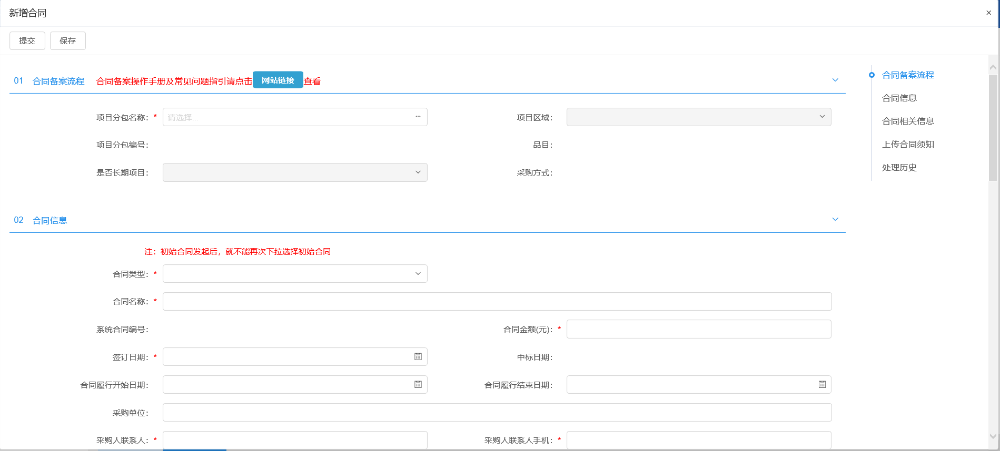 新增合同
×
提交 保存
01 合同备案流程 合同备案操作手册及常见问题指引请点击 网站链接 查看
项目分包名称：* 请选择... ···
项目区域：
项目分包编号：
品目：
是否长期项目：
采购方式：
02 合同信息
注：初始合同发起后，就不能再次下拉选择初始合同
合同类型：*
合同名称：*
系统合同编号：
合同金额(元)：*
签订日期：*
中标日期：
合同履行开始日期：
合同履行结束日期：
采购单位：
采购人联系人：*
采购人联系人手机：*
合同备案流程
合同信息
合同相关信息
上传合同须知
处理历史